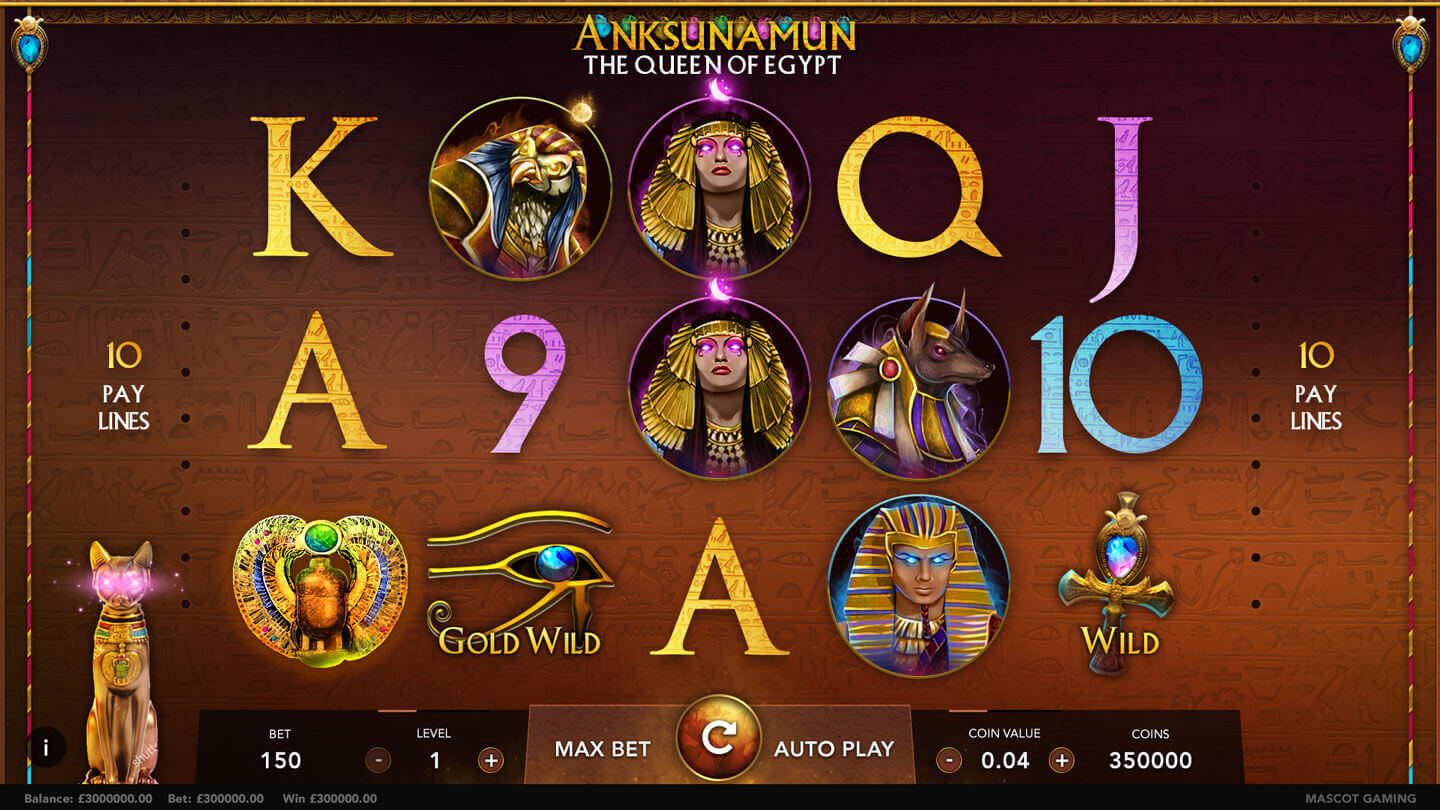 ANKSUNAMUN
THE QUEEN OF EGYPT
K
Q
J
10
PAY
LINES
A
9
10
10
PAY
LINES
GOLD WILD
A
WILD
i
BET
150
LEVEL
- 1 +
MAX BET
AUTO PLAY
COIN VALUE
- 0.04 +
COINS
350000
Balance: £3000000.00 Bet: £300000.00 Win £300000.00
MASCOT GAMING